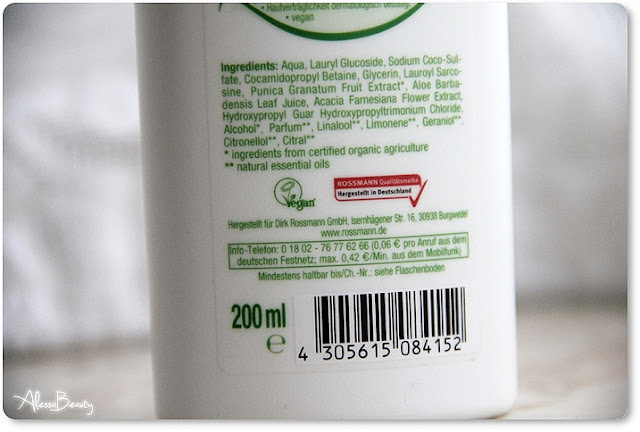 • Hautverträglichkeit dermatologisch bestätigt
• vegan
Ingredients: Aqua, Lauryl Glucoside, Sodium Coco-Sul-
fate, Cocamidopropyl Betaine, Glycerin, Lauroyl Sarco-
sine, Punica Granatum Fruit Extract*, Aloe Barba-
densis Leaf Juice, Acacia Farnesiana Flower Extract,
Hydroxypropyl Guar Hydroxypropyltrimonium Chloride,
Alcohol*, Parfum**, Linalool**, Limonene**, Geraniol**,
Citronellol**, Citral**
* ingredients from certified organic agriculture
** natural essential oils
Vegan
ROSSMANN Qualitätsmarke
Hergestellt in Deutschland
Hergestellt für Dirk Rossmann GmbH, Isernhägener Str. 16, 30938 Burgwedel
www.rossmann.de
Info-Telefon: 0 18 02 - 76 77 62 66 (0,06 € pro Anruf aus dem
deutschen Festnetz; max. 0,42 €/Min. aus dem Mobilfunk)
Mindestens haltbar bis/Ch.-Nr.: siehe Flaschenboden
200 ml
e
4 305615 084152
AlessaBeauty